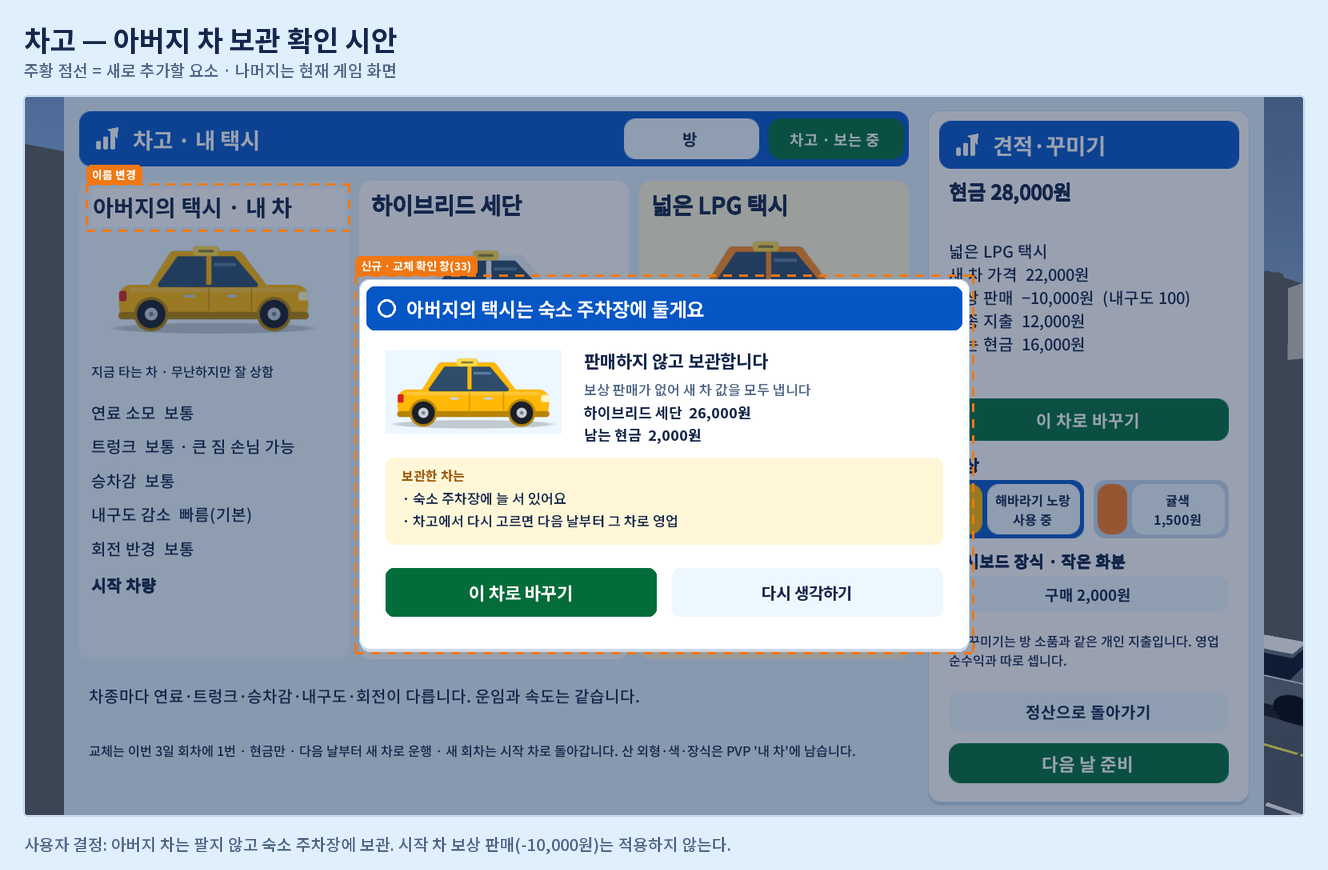 차고 — 아버지 차 보관 확인 시안
주황 점선 = 새로 추가할 요소 · 나머지는 현재 게임 화면
차고 · 내 택시
방
차고 · 보는 중
이름 변경
아버지의 택시 · 내 차
지금 타는 차 · 무난하지만 잘 상함
연료 소모 보통
트렁크 보통 · 큰 짐 손님 가능
승차감 보통
내구도 감소 빠름(기본)
회전 반경 보통
시작 차량
하이브리드 세단
넓은 LPG 택시
신규 · 교체 확인 창(33)
아버지의 택시는 숙소 주차장에 둘게요
판매하지 않고 보관합니다
보상 판매가 없어 새 차 값을 모두 냅니다
하이브리드 세단 26,000원
남는 현금 2,000원
보관한 차는
· 숙소 주차장에 늘 서 있어요
· 차고에서 다시 고르면 다음 날부터 그 차로 영업
이 차로 바꾸기
다시 생각하기
견적·꾸미기
현금 28,000원
넓은 LPG 택시
새 차 가격 22,000원
판매 −10,000원 (내구도 100)
지출 12,000원
현금 16,000원
이 차로 바꾸기
해바라기 노랑
사용 중
귤색
1,500원
장식 · 작은 화분
구매 2,000원
꾸미기는 방 소품과 같은 개인 지출입니다. 영업
순수익과 따로 셉니다.
정산으로 돌아가기
다음 날 준비
차종마다 연료·트렁크·승차감·내구도·회전이 다릅니다. 운임과 속도는 같습니다.
교체는 이번 3일 회차에 1번 · 현금만 · 다음 날부터 새 차로 운행 · 새 회차는 시작 차로 돌아갑니다. 산 외형·색·장식은 PVP '내 차'에 남습니다.
사용자 결정: 아버지 차는 팔지 않고 숙소 주차장에 보관. 시작 차 보상 판매(-10,000원)는 적용하지 않는다.